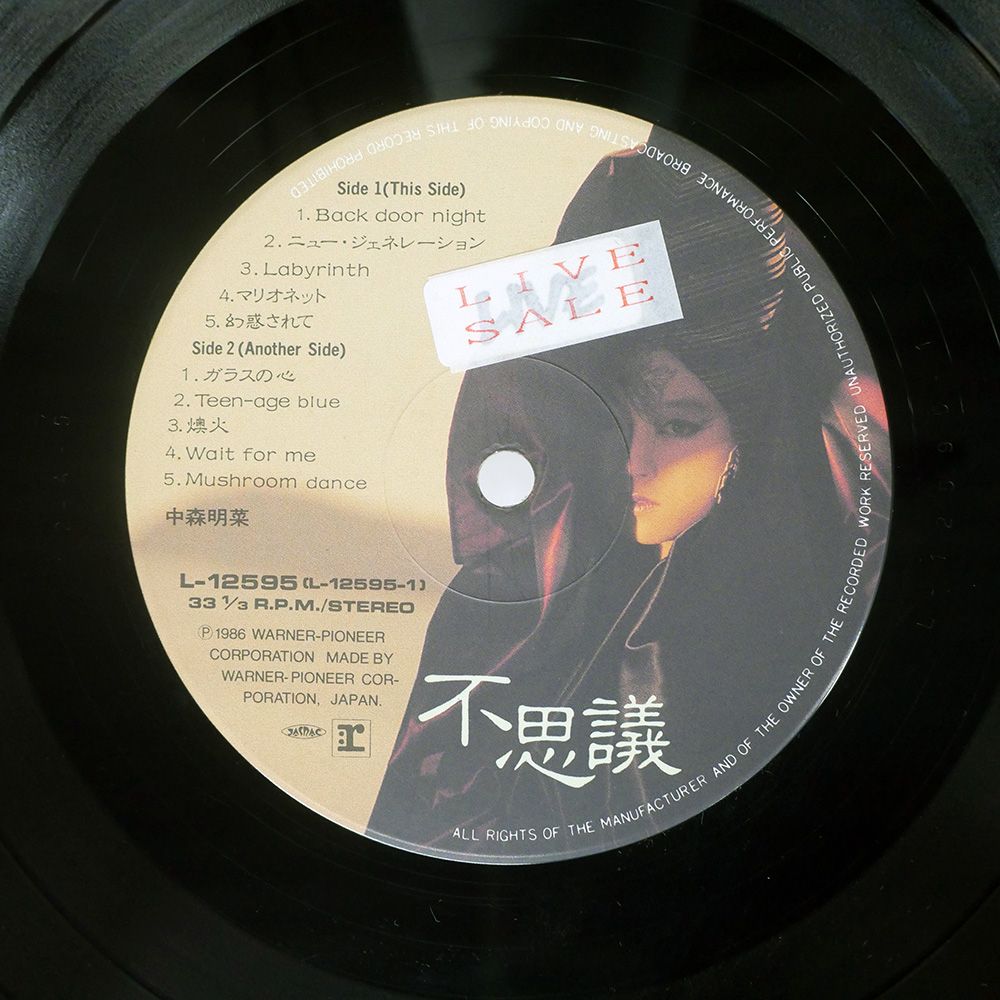 Side 1 (This Side)
1. Back door night
2. ニュー・ジェネレーション
3. Labyrinth
4. マリオネット
5. 幻惑されて
Side 2 (Another Side)
1. ガラスの心
2. Teen-age blue
3. 燠火
4. Wait for me
5. Mushroom dance
中森明菜
L-12595 (L-12595-1)
33 1/3 R.P.M./STEREO
Ⓟ 1986 WARNER-PIONEER
CORPORATION MADE BY
WARNER-PIONEER COR-
PORATION, JAPAN.
JASRAC
r
LIVE
SALE
LIVE
不思議
ALL RIGHTS OF THE MANUFACTURER AND OF THE OWNER OF THE RECORDED WORK RESERVED UNAUTHORIZED PUBLIC PERFORMANCE BROADCASTING AND COPYING OF THIS RECORD PROHIBITED